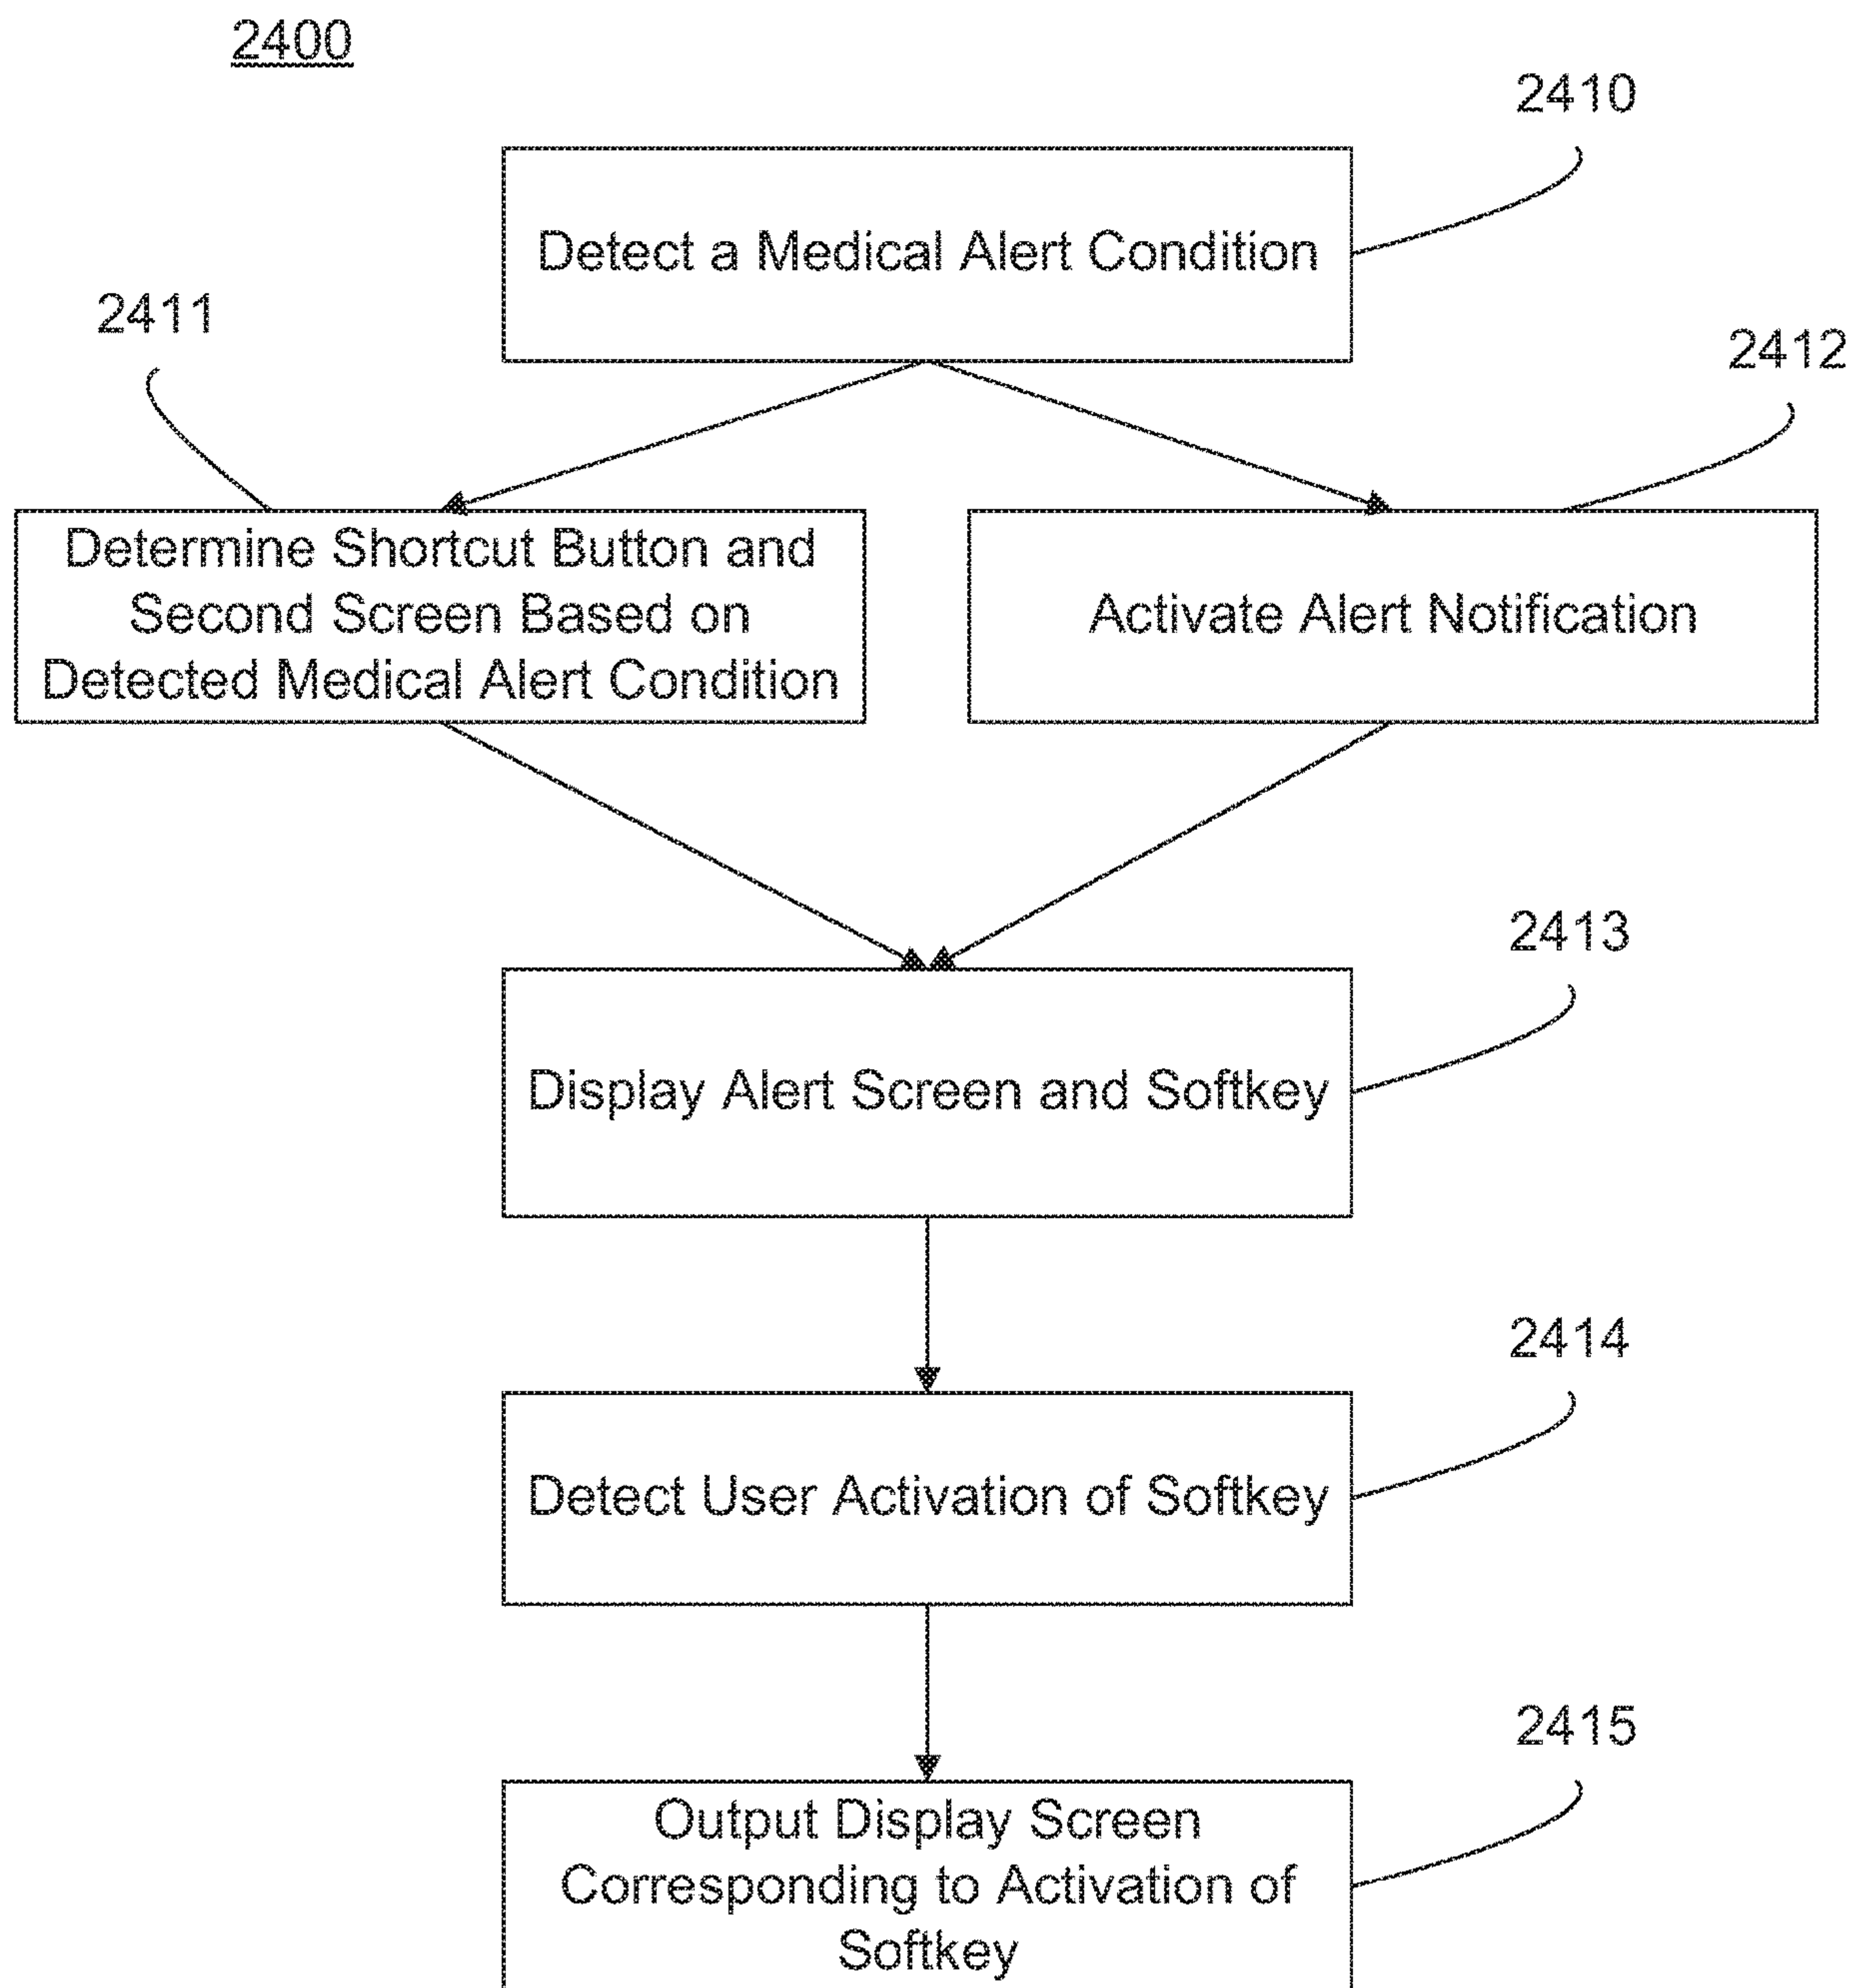 2400
2410
Detect a Medical Alert Condition
2411
2412
Determine Shortcut Button and
Second Screen Based on
Detected Medical Alert Condition
Activate Alert Notification
2413
Display Alert Screen and Softkey
2414
Detect User Activation of Softkey
2415
Output Display Screen
Corresponding to Activation of
Softkey